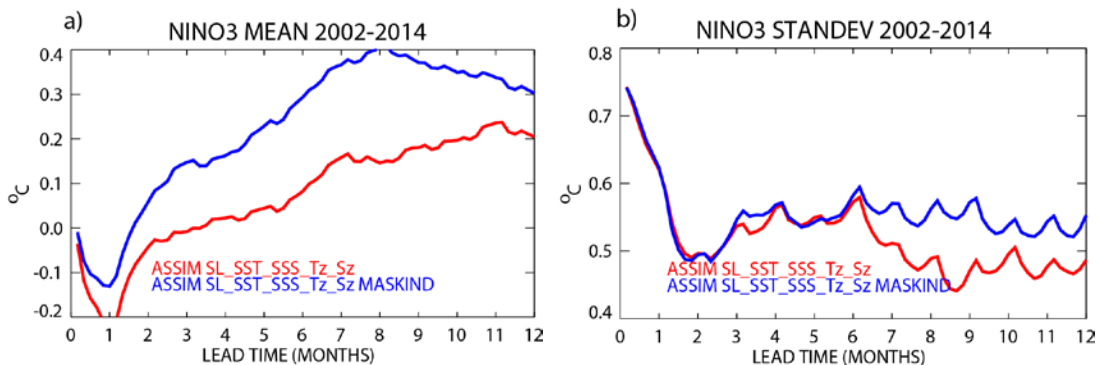 a)
NINO3 MEAN 2002-2014
0.4
0.3
0.2
0.1
0.0
-0.1
-0.2
°C
ASSIM SL_SST_SSS_Tz_Sz
ASSIM SL_SST_SSS_Tz_Sz MASKIND
0 1 2 3 4 5 6 7 8 9 10 11 12
LEAD TIME (MONTHS)
b)
NINO3 STANDEV 2002-2014
0.8
0.7
0.6
0.5
0.4
°C
ASSIM SL_SST_SSS_Tz_Sz
ASSIM SL_SST_SSS_Tz_Sz MASKIND
0 1 2 3 4 5 6 7 8 9 10 11 12
LEAD TIME (MONTHS)